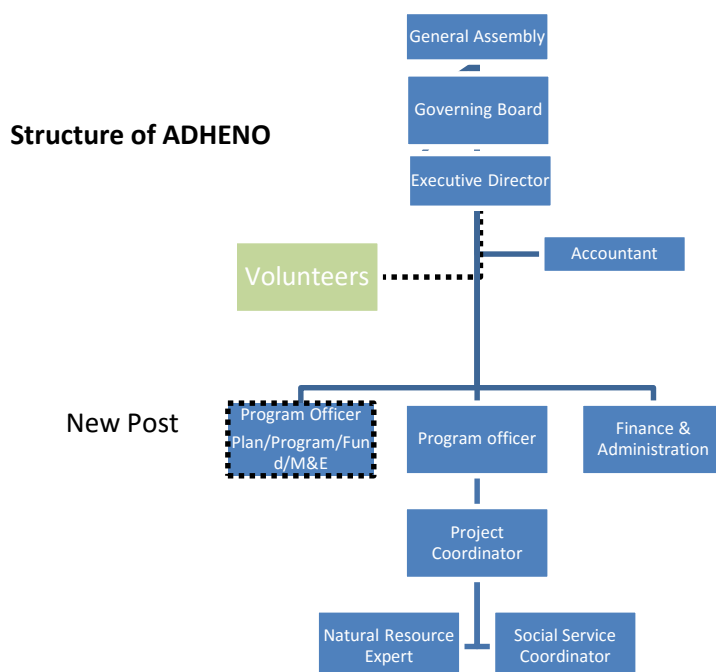 General Assembly
Governing Board
Structure of ADHENO
Executive Director
Volunteers
Accountant
New Post
Program Officer
Plan/Program/Fun
d/M&E
Program officer
Finance &
Administration
Project
Coordinator
Natural Resource
Expert
Social Service
Coordinator